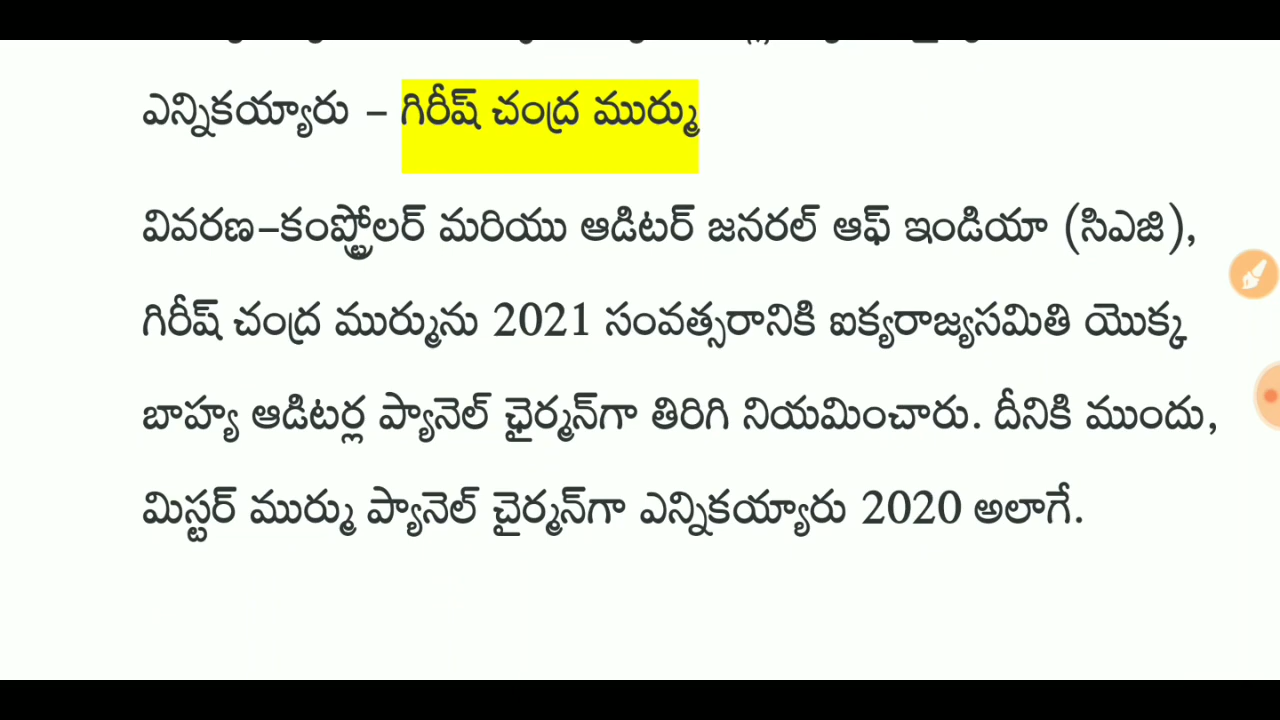 ఎన్నికయ్యారు – గిరీష్ చంద్ర ముర్ము
వివరణ–కంప్ట్రోలర్ మరియు ఆడిటర్ జనరల్ ఆఫ్ ఇండియా (సిఎజి),
గిరీష్ చంద్ర ముర్మును 2021 సంవత్సరానికి ఐక్యరాజ్యసమితి యొక్క
బాహ్య ఆడిటర్ల ప్యానెల్ ఛైర్మన్‌గా తిరిగి నియమించారు. దీనికి ముందు,
మిస్టర్ ముర్ము ప్యానెల్ చైర్మన్‌గా ఎన్నికయ్యారు 2020 అలాగే.